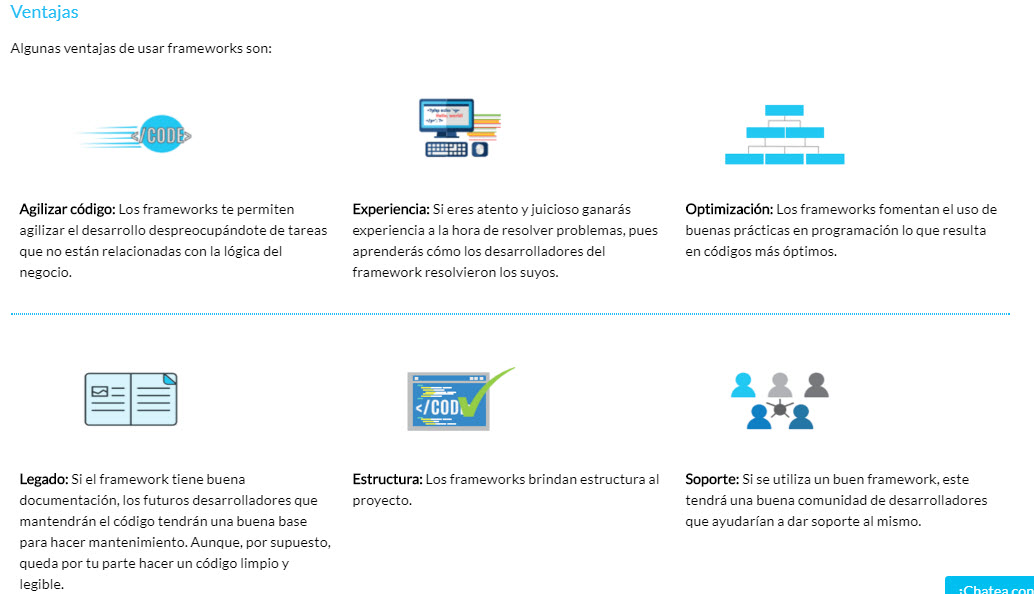 Ventajas
Algunas ventajas de usar frameworks son:
</CODE>
Agilizar código: Los frameworks te permiten
agilizar el desarrollo despreocupándote de tareas
que no están relacionadas con la lógica del
negocio.
Experiencia: Si eres atento y juicioso ganarás
experiencia a la hora de resolver problemas, pues
aprenderás cómo los desarrolladores del
framework resolvieron los suyos.
Optimización: Los frameworks fomentan el uso de
buenas prácticas en programación lo que resulta
en códigos más óptimos.
</COD
Legado: Si el framework tiene buena
documentación, los futuros desarrolladores que
mantendrán el código tendrán una buena base
para hacer mantenimiento. Aunque, por supuesto,
queda por tu parte hacer un código limpio y
legible.
Estructura: Los frameworks brindan estructura al
proyecto.
Soporte: Si se utiliza un buen framework, este
tendrá una buena comunidad de desarrolladores
que ayudarían a dar soporte al mismo.
¡Chatea con